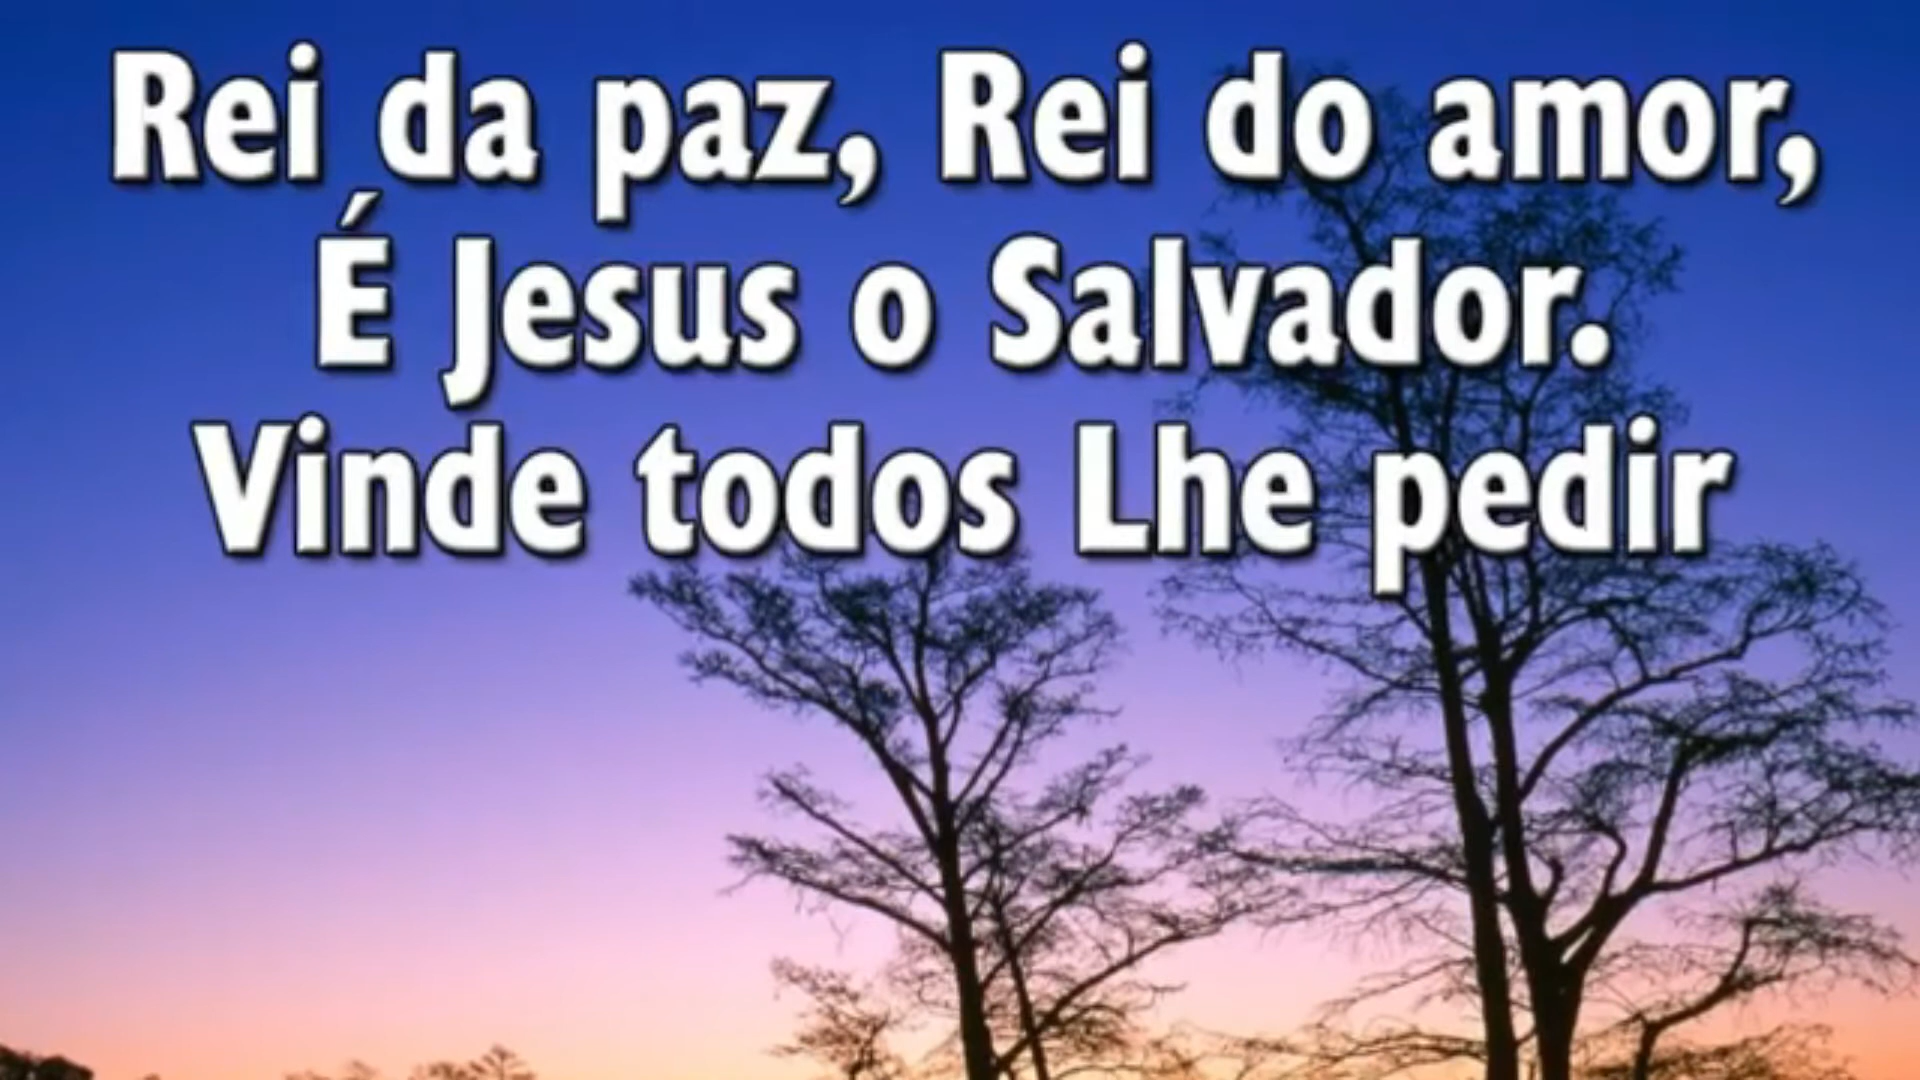 Rei da paz, Rei do amor,
É Jesus o Salvador.
Vinde todos Lhe pedir